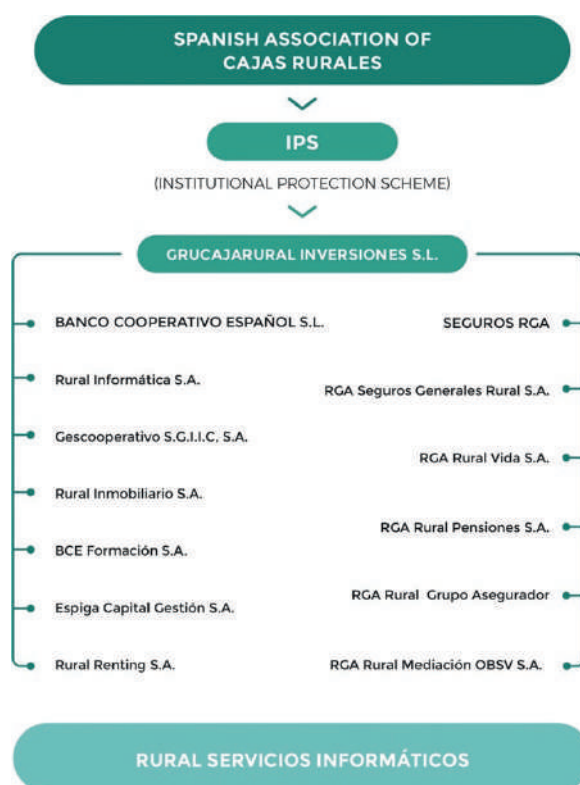 SPANISH ASSOCIATION OF
CAJAS RURALES
IPS
(INSTITUTIONAL PROTECTION SCHEME)
GRUCAJARURAL INVERSIONES S.L.
BANCO COOPERATIVO ESPAÑOL S.L.
Rural Informática S.A.
Gescooperativo S.G.I.I.C, S.A.
Rural Inmobiliario S.A.
BCE Formación S.A.
Espiga Capital Gestión S.A.
Rural Renting S.A.
SEGUROS RGA
RGA Seguros Generales Rural S.A.
RGA Rural Vida S.A.
RGA Rural Pensiones S.A.
RGA Rural Grupo Asegurador
RGA Rural Mediación OBSV S.A.
RURAL SERVICIOS INFORMÁTICOS